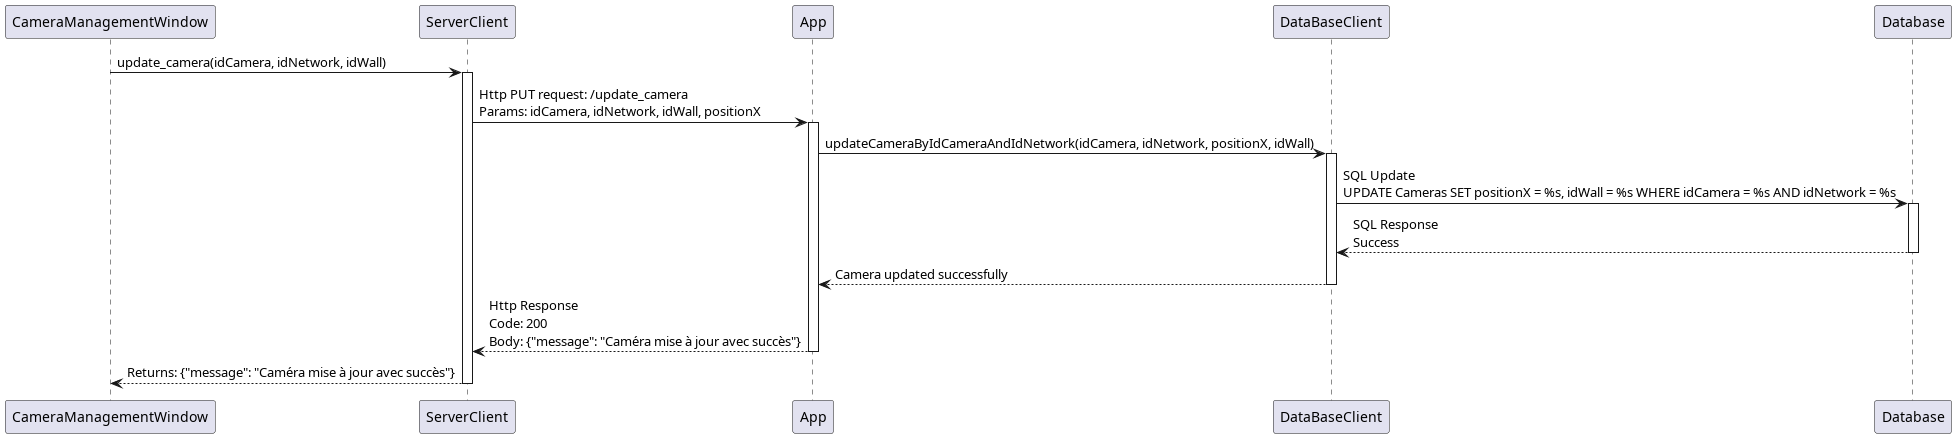 CameraManagementWindow
ServerClient
App
DataBaseClient
Database
update_camera(idCamera, idNetwork, idWall)
Http PUT request: /update_camera
Params: idCamera, idNetwork, idWall, positionX
updateCameraByIdCameraAndIdNetwork(idCamera, idNetwork, positionX, idWall)
SQL Update
UPDATE Cameras SET positionX = %s, idWall = %s WHERE idCamera = %s AND idNetwork = %s
SQL Response
Success
Camera updated successfully
Http Response
Code: 200
Body: {"message": "Caméra mise à jour avec succès"}
Returns: {"message": "Caméra mise à jour avec succès"}
CameraManagementWindow
ServerClient
App
DataBaseClient
Database